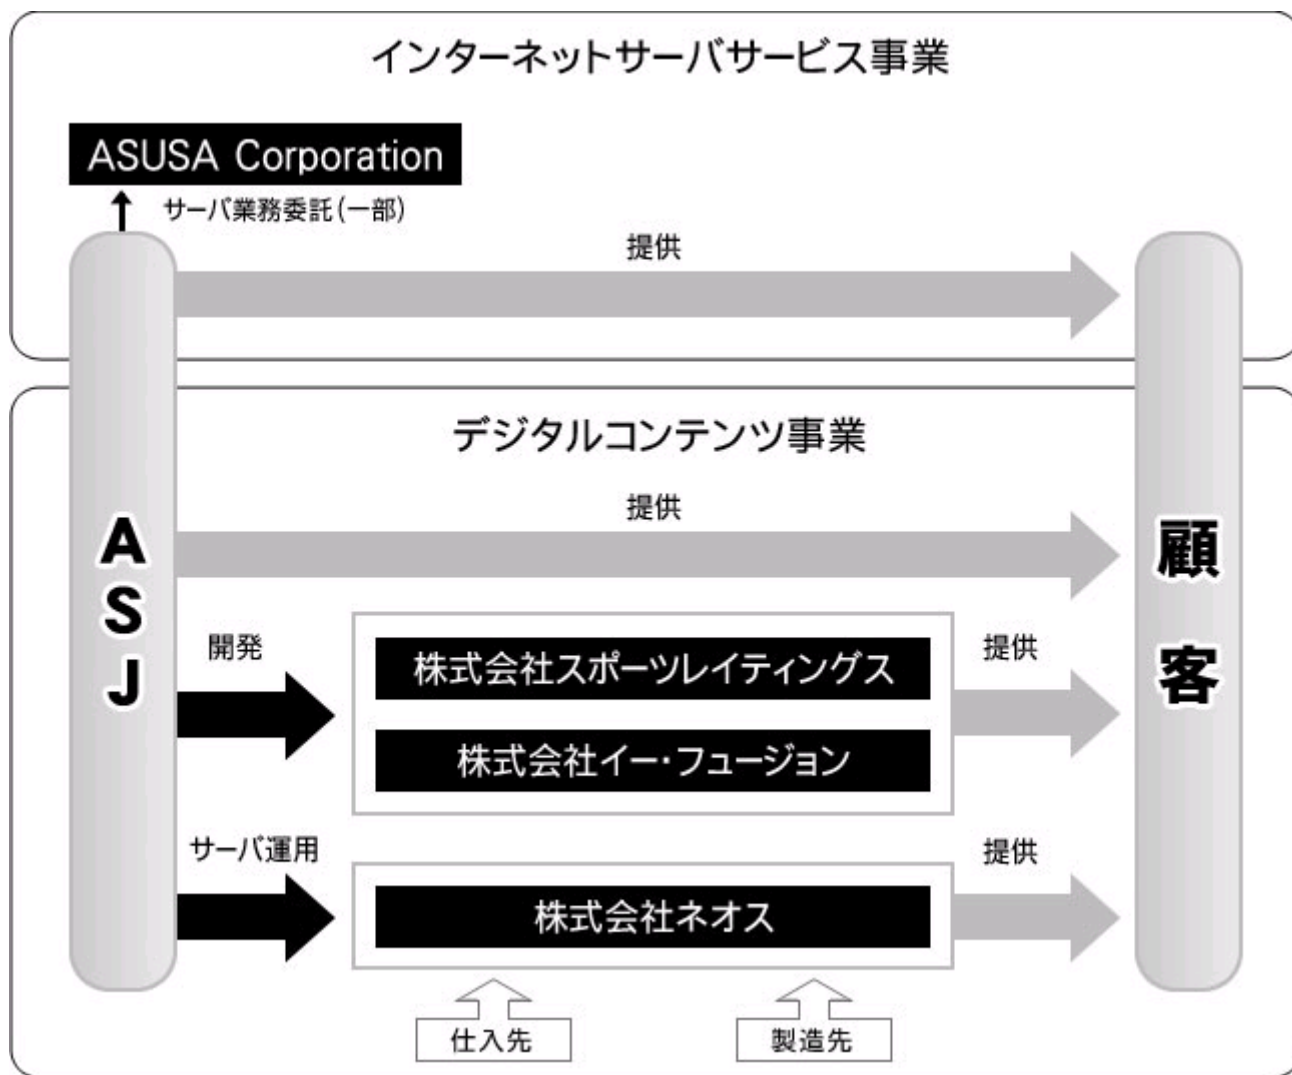 インターネットサーバサービス事業
ASUSA Corporation
サーバ業務委託(一部)
提供
デジタルコンテンツ事業
提供
ASJ
顧客
開発
株式会社スポーツレイティングス
提供
株式会社イー・フュージョン
サーバ運用
株式会社ネオス
提供
仕入先
製造先